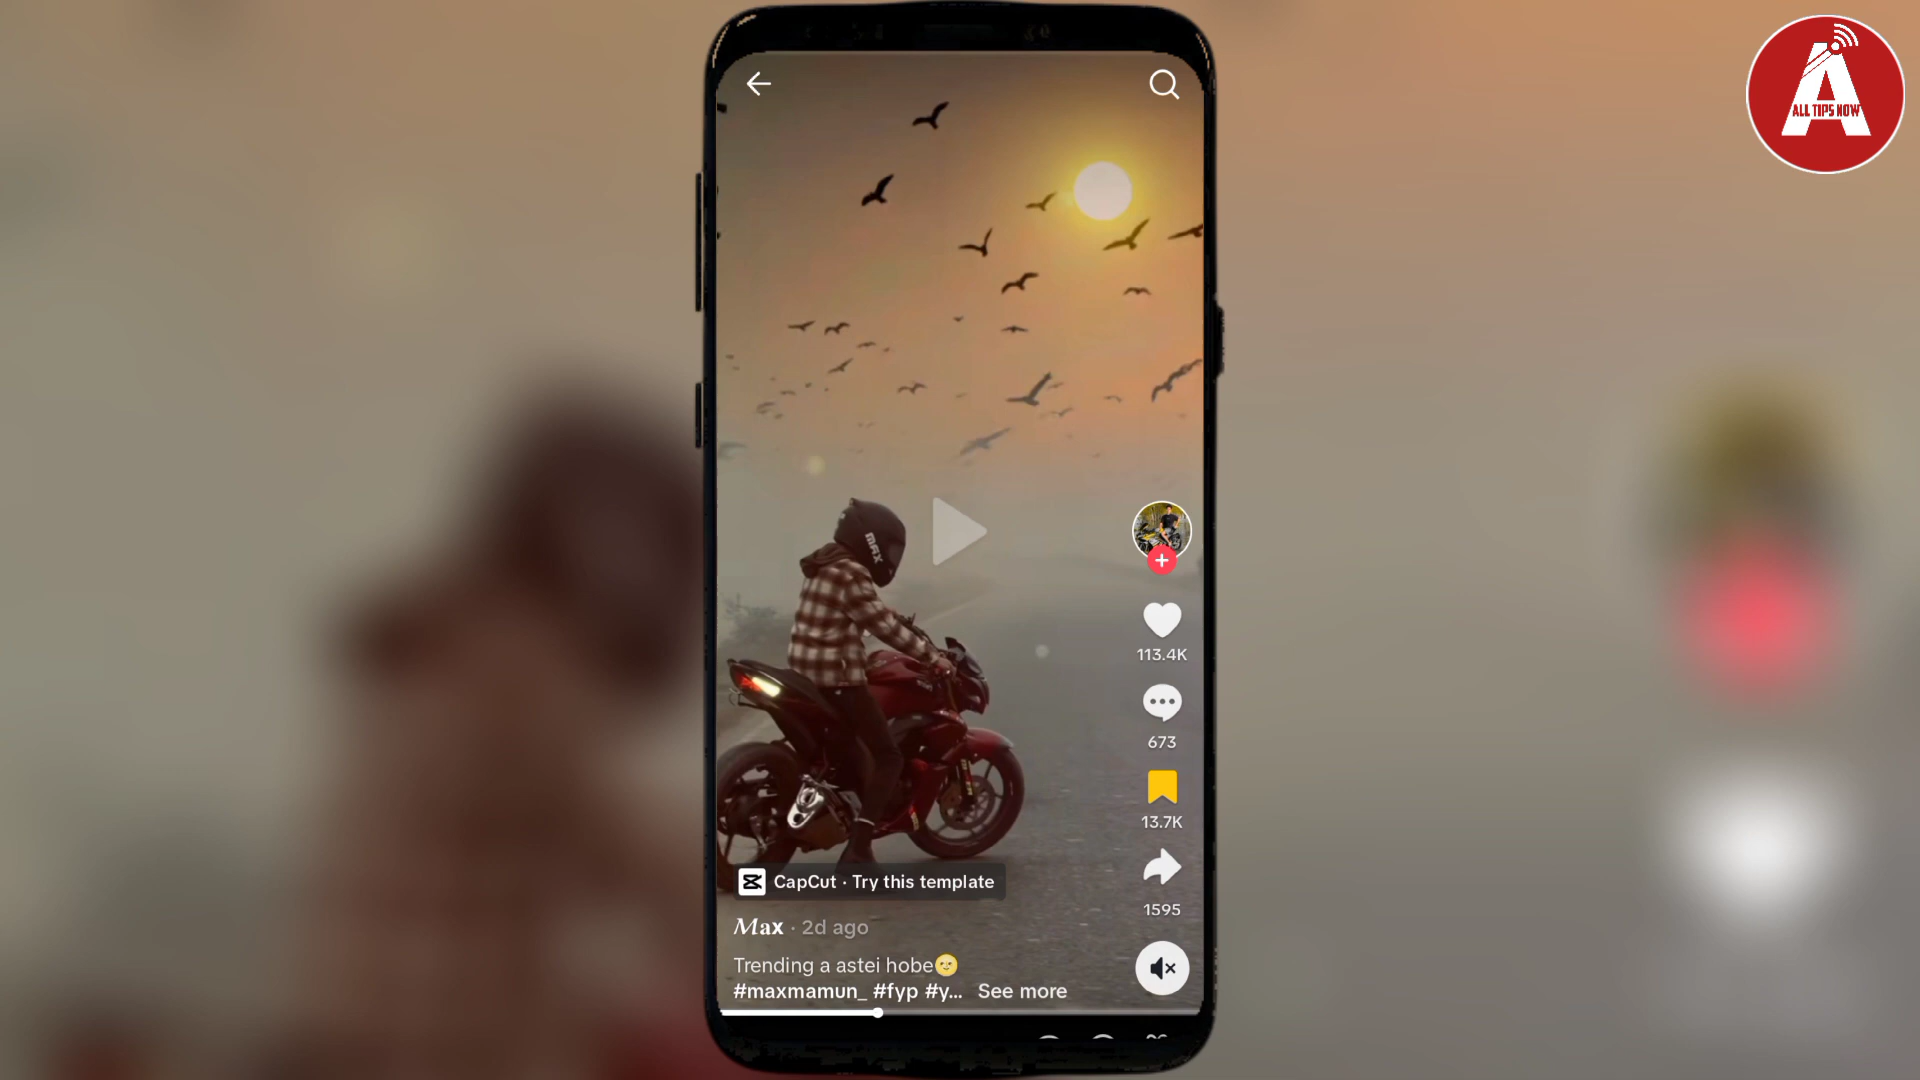 ALL TIPS NOW
MAX
113.4K
673
13.7K
1595
CapCut · Try this template
Max · 2d ago
Trending a astei hobe🥹
#maxmamun_ #fyp #y... See more